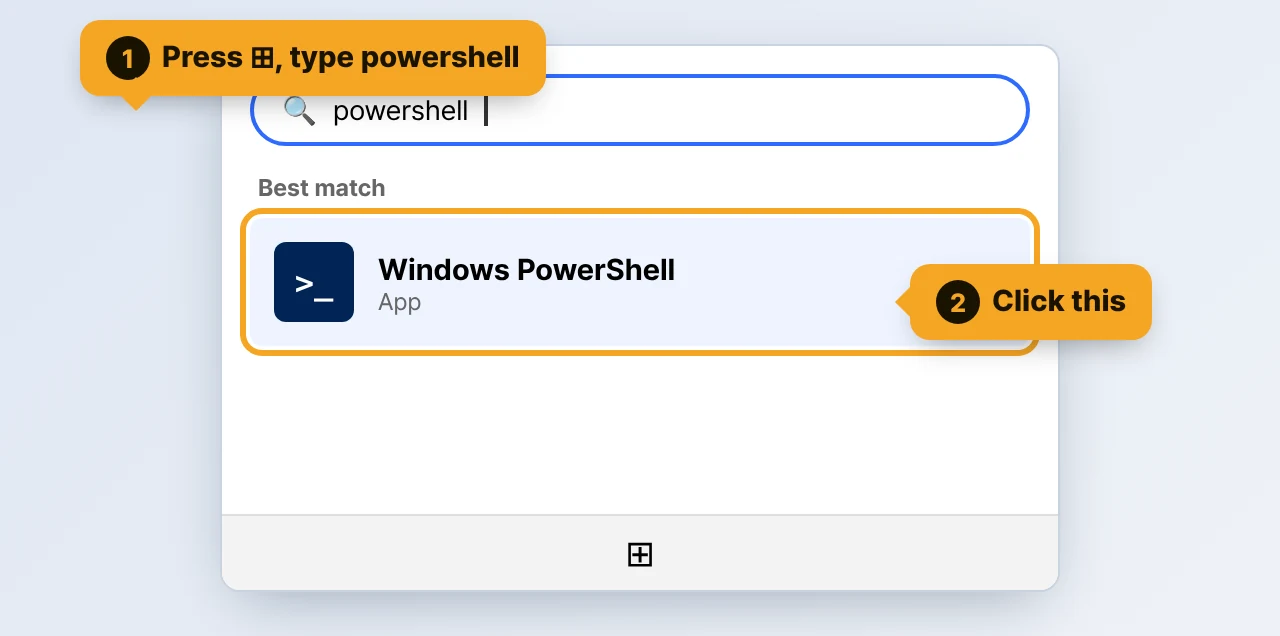 1 Press ⊞, type powershell
🔍 powershell
Best match
>_
Windows PowerShell
App
2 Click this
⊞